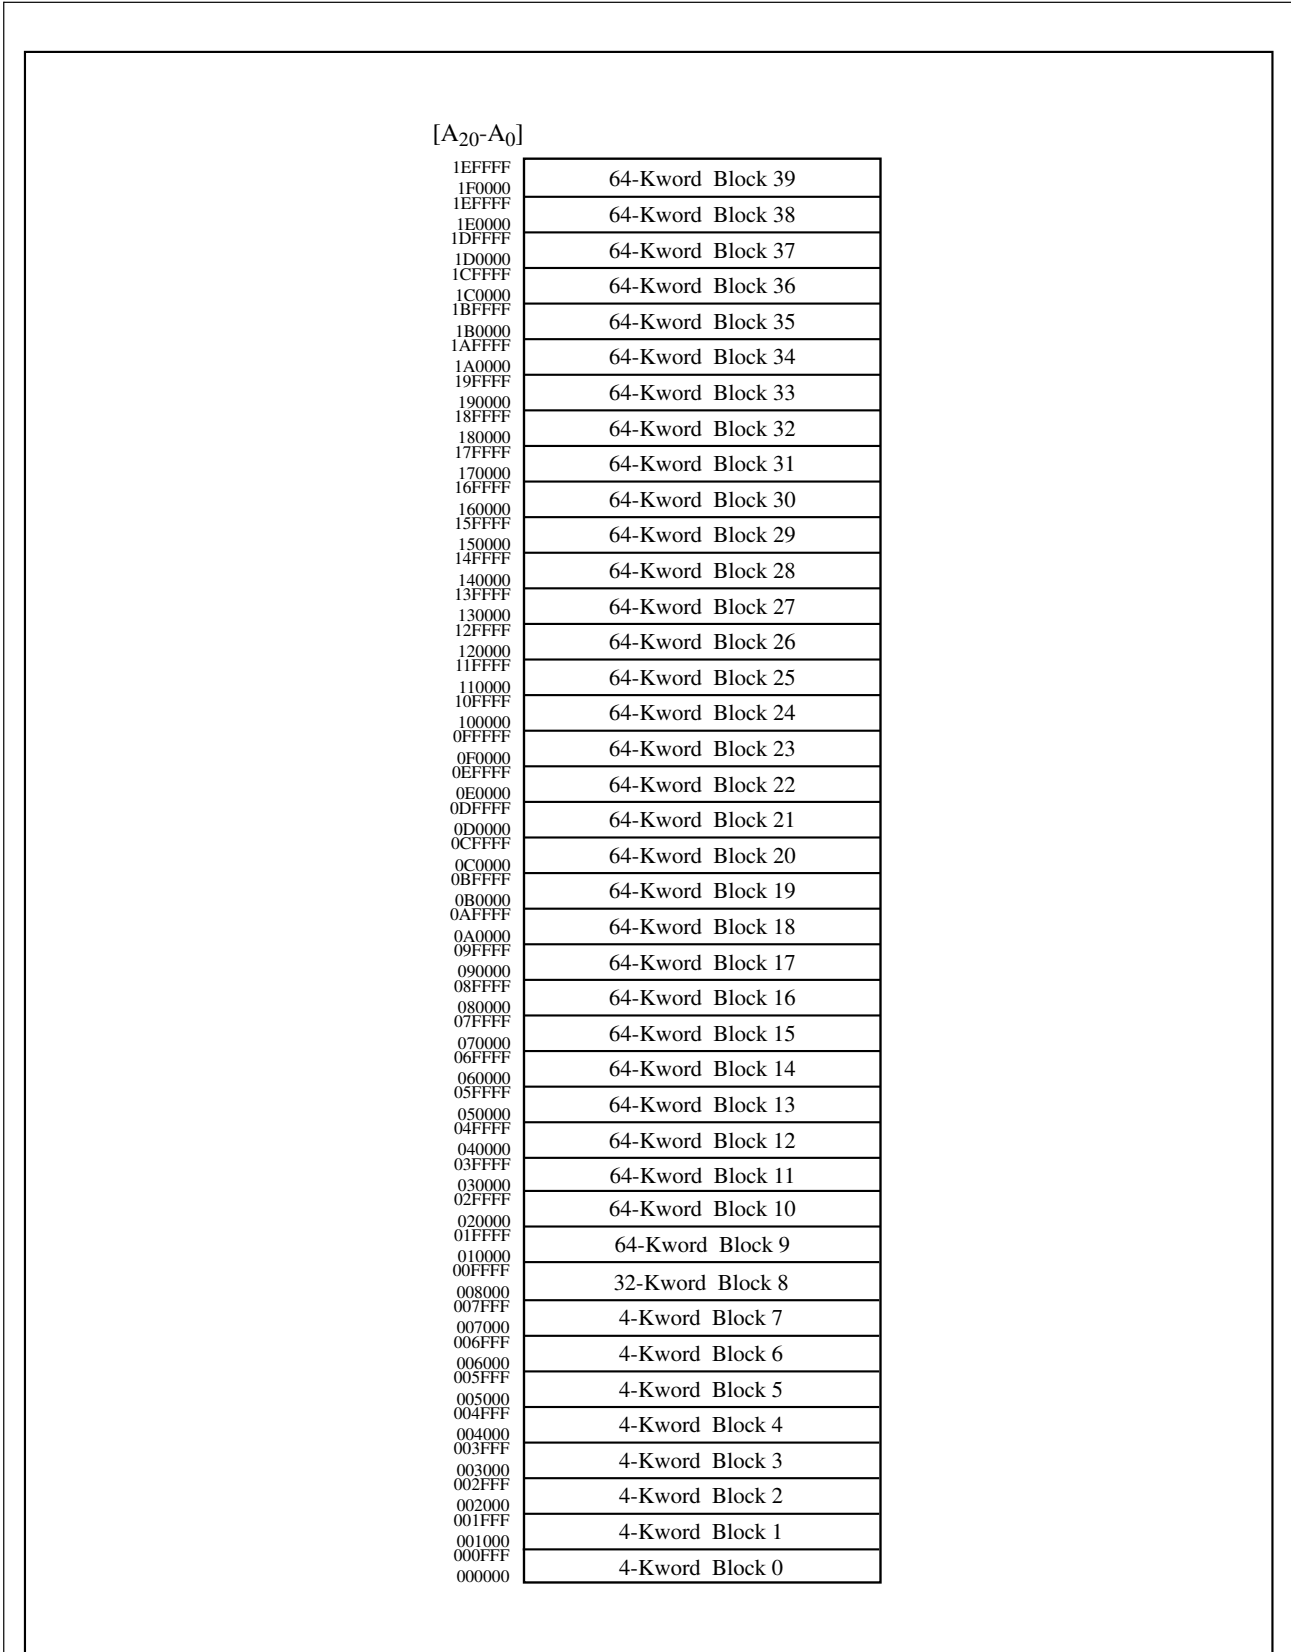 [A20-A0]
1EFFFF
64-Kword Block 39
1F0000
1EFFFF
64-Kword Block 38
1E0000
1DFFFF
64-Kword Block 37
1D0000
1CFFFF
64-Kword Block 36
1C0000
1BFFFF
64-Kword Block 35
1B0000
1AFFFF
64-Kword Block 34
1A0000
19FFFF
64-Kword Block 33
190000
18FFFF
64-Kword Block 32
180000
17FFFF
64-Kword Block 31
170000
16FFFF
64-Kword Block 30
160000
15FFFF
64-Kword Block 29
150000
14FFFF
64-Kword Block 28
140000
13FFFF
64-Kword Block 27
130000
12FFFF
64-Kword Block 26
120000
11FFFF
64-Kword Block 25
110000
10FFFF
64-Kword Block 24
100000
0FFFFF
64-Kword Block 23
0F0000
0EFFFF
64-Kword Block 22
0E0000
0DFFFF
64-Kword Block 21
0D0000
0CFFFF
64-Kword Block 20
0C0000
0BFFFF
64-Kword Block 19
0B0000
0AFFFF
64-Kword Block 18
0A0000
09FFFF
64-Kword Block 17
090000
08FFFF
64-Kword Block 16
080000
07FFFF
64-Kword Block 15
070000
06FFFF
64-Kword Block 14
060000
05FFFF
64-Kword Block 13
050000
04FFFF
64-Kword Block 12
040000
03FFFF
64-Kword Block 11
030000
02FFFF
64-Kword Block 10
020000
01FFFF
64-Kword Block 9
010000
00FFFF
32-Kword Block 8
008000
007FFF
4-Kword Block 7
007000
006FFF
4-Kword Block 6
006000
005FFF
4-Kword Block 5
005000
004FFF
4-Kword Block 4
004000
003FFF
4-Kword Block 3
003000
002FFF
4-Kword Block 2
002000
001FFF
4-Kword Block 1
001000
000FFF
4-Kword Block 0
000000